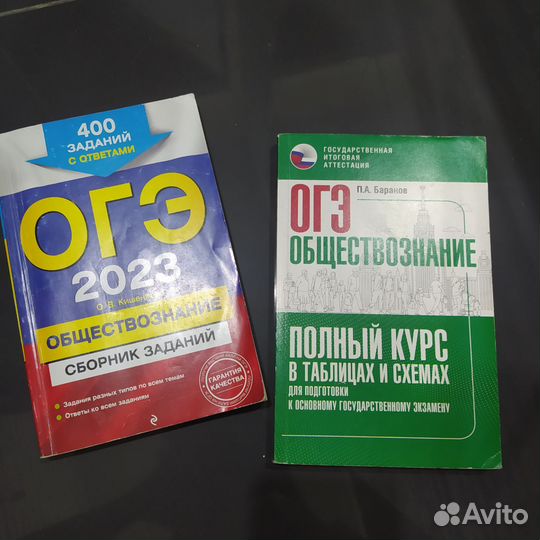 400
ЗАДАНИЙ
С ОТВЕТАМИ
ОГЭ
2023
ОБЩЕСТВОЗНАНИЕ
СБОРНИК ЗАДАНИЙ
Задания разных типов по всем темам
Ответы ко всем заданиям
ГАРАНТИЯ
КАЧЕСТВА
ГОСУДАРСТВЕННАЯ
ИТОГОВАЯ
АТТЕСТАЦИЯ
П.А. Баранов
ОГЭ
ОБЩЕСТВОЗНАНИЕ
ПОЛНЫЙ КУРС
В ТАБЛИЦАХ И СХЕМАХ
ДЛЯ ПОДГОТОВКИ
К ОСНОВНОМУ ГОСУДАРСТВЕННОМУ ЭКЗАМЕНУ
Avito